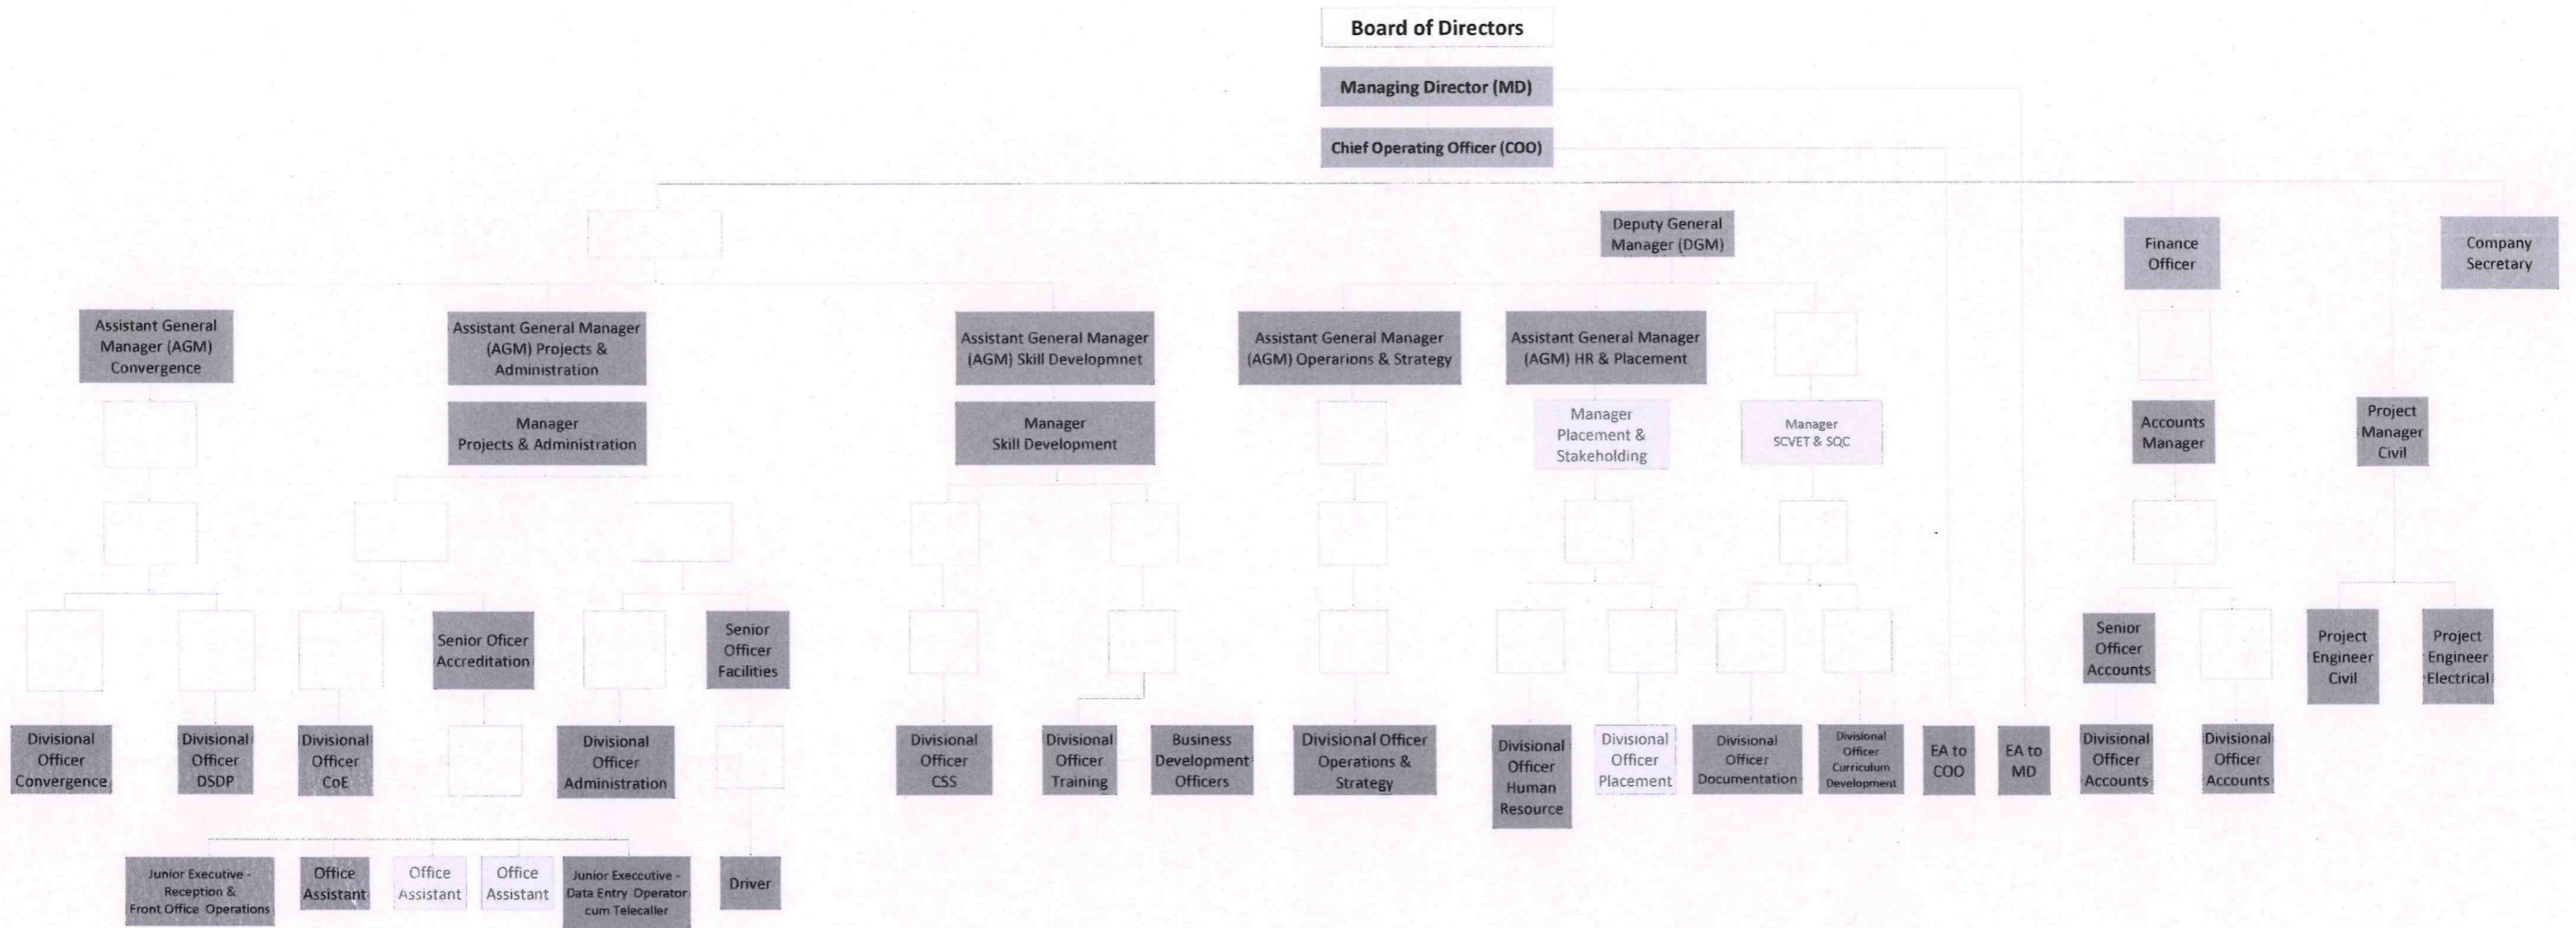 Board of Directors
Managing Director (MD)
Chief Operating Officer (COO)
Deputy General
Manager (DGM)
Finance
Officer
Company
Secretary
Assistant General
Manager (AGM)
Convergence
Assistant General Manager
(AGM) Projects &
Administration
Assistant General Manager
(AGM) Skill Developmnet
Assistant General Manager
(AGM) Operarions & Strategy
Assistant General Manager
(AGM) HR & Placement
Manager
Projects & Administration
Manager
Skill Development
Manager
Placement &
Stakeholding
Manager
SCVET & SQC
Accounts
Manager
Project
Manager
Civil
Senior Oficer
Accreditation
Senior
Officer
Facilities
Senior
Officer
Accounts
Project
Engineer
Civil
Project
Engineer
Electrical
Divisional
Officer
Convergence
Divisional
Officer
DSDP
Divisional
Officer
CoE
Divisional
Officer
Administration
Divisional
Officer
CSS
Divisional
Officer
Training
Business
Development
Officers
Divisional Officer
Operations &
Strategy
Divisional
Officer
Human
Resource
Divisional
Officer
Placement
Divisional
Officer
Documentation
Divisional
Officer
Curriculum
Development
EA to
COO
EA to
MD
Divisional
Officer
Accounts
Divisional
Officer
Accounts
Junior Executive -
Reception &
Front Office Operations
Office
Assistant
Office
Assistant
Office
Assistant
Junior Execcutive -
Data Entry Operator
cum Telecaller
Driver